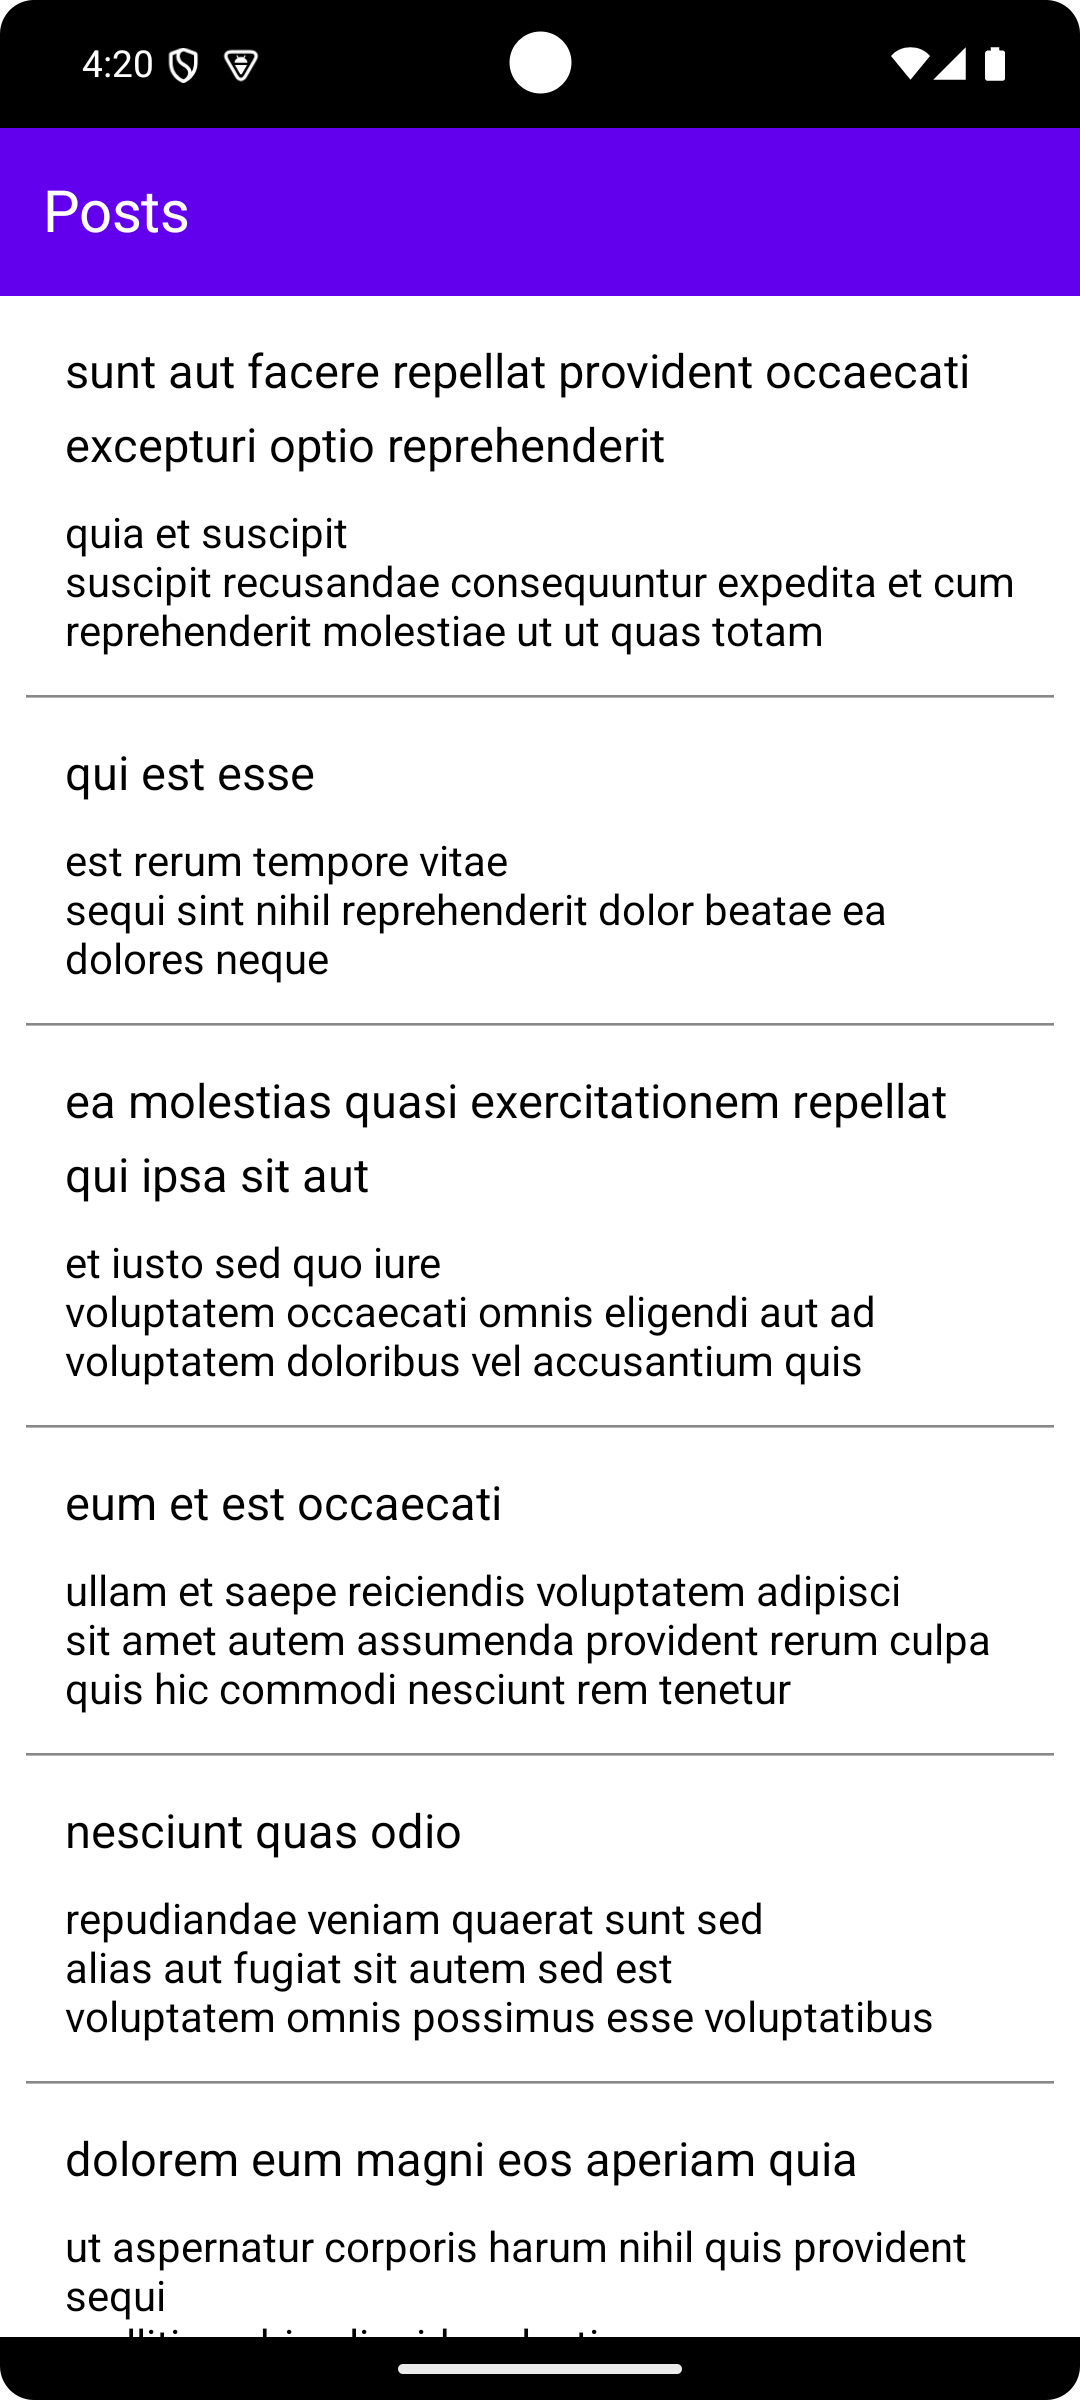 4:20
Posts
sunt aut facere repellat provident occaecati
excepturi optio reprehenderit
quia et suscipit
suscipit recusandae consequuntur expedita et cum
reprehenderit molestiae ut ut quas totam
qui est esse
est rerum tempore vitae
sequi sint nihil reprehenderit dolor beatae ea
dolores neque
ea molestias quasi exercitationem repellat
qui ipsa sit aut
et iusto sed quo iure
voluptatem occaecati omnis eligendi aut ad
voluptatem doloribus vel accusantium quis
eum et est occaecati
ullam et saepe reiciendis voluptatem adipisci
sit amet autem assumenda provident rerum culpa
quis hic commodi nesciunt rem tenetur
nesciunt quas odio
repudiandae veniam quaerat sunt sed
alias aut fugiat sit autem sed est
voluptatem omnis possimus esse voluptatibus
dolorem eum magni eos aperiam quia
ut aspernatur corporis harum nihil quis provident
sequi